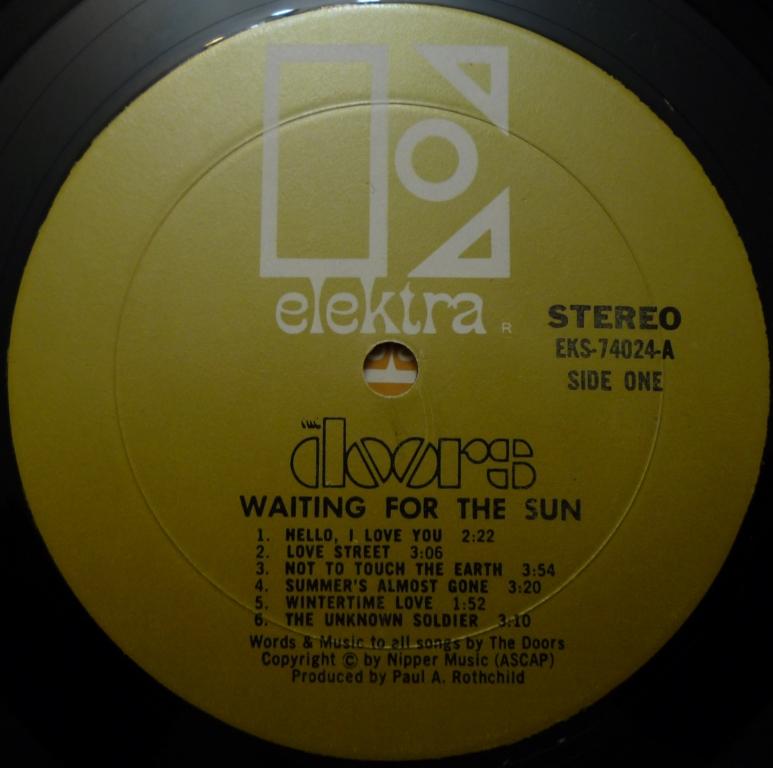 elektra R
STEREO
EKS-74024-A
SIDE ONE
THE doors
WAITING FOR THE SUN
1. HELLO, I LOVE YOU 2:22
2. LOVE STREET 3:06
3. NOT TO TOUCH THE EARTH 3:54
4. SUMMER'S ALMOST GONE 3:20
5. WINTERTIME LOVE 1:52
6. THE UNKNOWN SOLDIER 3:10
Words & Music to all songs by The Doors
Copyright © by Nipper Music (ASCAP)
Produced by Paul A. Rothchild